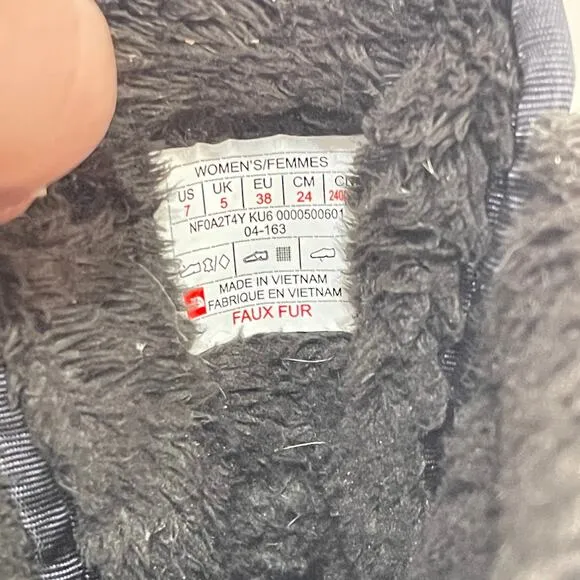 WOMEN'S/FEMMES
US UK EU CM
7 5 38 24
NF0A2T4Y KU6 0000500601
04-163
MADE IN VIETNAM
FABRIQUE EN VIETNAM
FAUX FUR